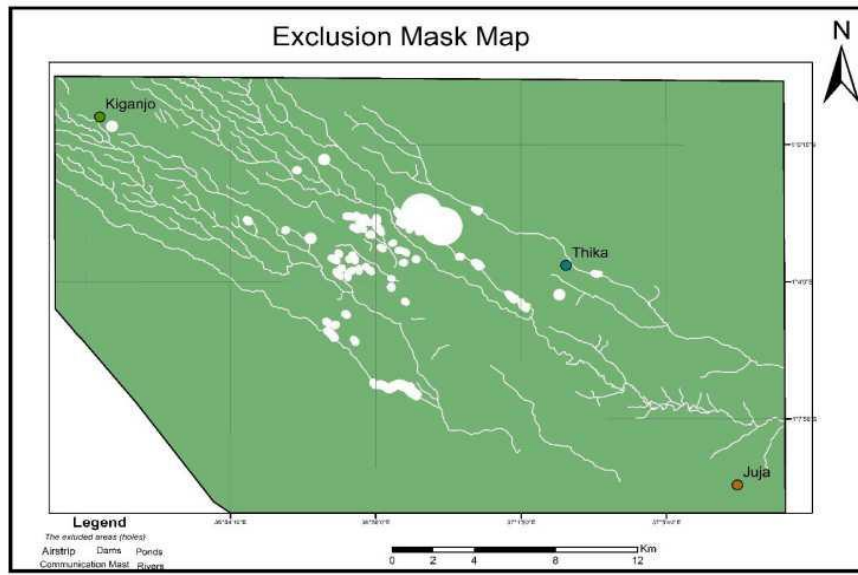 Exclusion Mask Map
N
Kiganjo
Thika
Juja
Legend
The exluded areas (holes)
Airstrip Dams Ponds
Communication Mast Rivers
Km
0 2 4 8 12